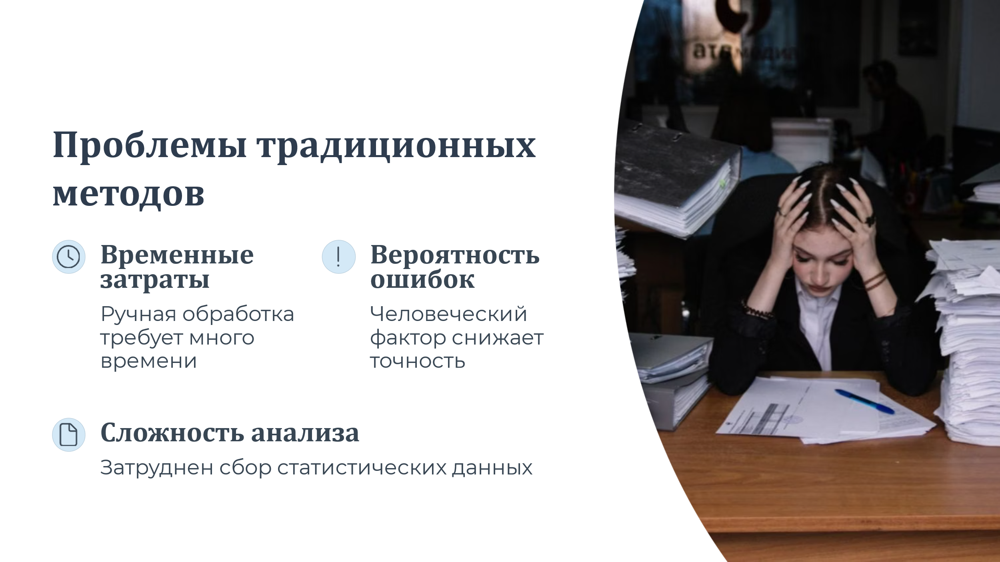 Проблемы традиционных
методов
Временные
затраты
Ручная обработка
требует много
времени
Вероятность
ошибок
Человеческий
фактор снижает
точность
Сложность анализа
Затруднен сбор статистических данных